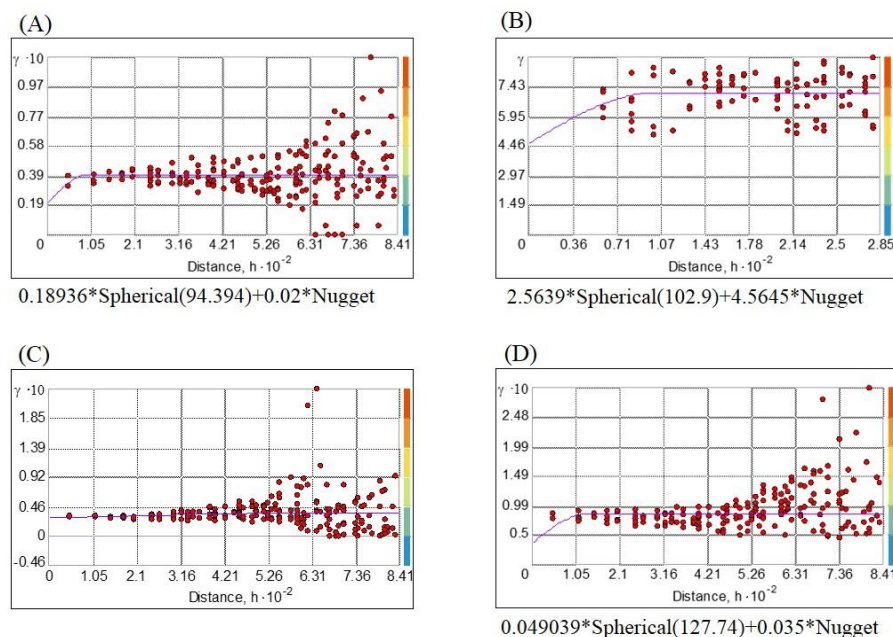 (A)
γ ·10
0.97
0.77
0.58
0.39
0.19
0 1.05 2.1 3.16 4.21 5.26 6.31 7.36 8.41
Distance, h · 10⁻²
0.18936*Spherical(94.394)+0.02*Nugget
(B)
γ
7.43
5.95
4.46
2.97
1.49
0 0.36 0.71 1.07 1.43 1.78 2.14 2.5 2.85
Distance, h · 10⁻²
2.5639*Spherical(102.9)+4.5645*Nugget
(C)
γ ·10
1.85
1.39
0.92
0.46
0
-0.46
0 1.05 2.1 3.16 4.21 5.26 6.31 7.36 8.41
Distance, h · 10⁻²
(D)
γ ·10
2.48
1.99
1.49
0.99
0.5
0 1.05 2.1 3.16 4.21 5.26 6.31 7.36 8.41
Distance, h · 10⁻²
0.049039*Spherical(127.74)+0.035*Nugget